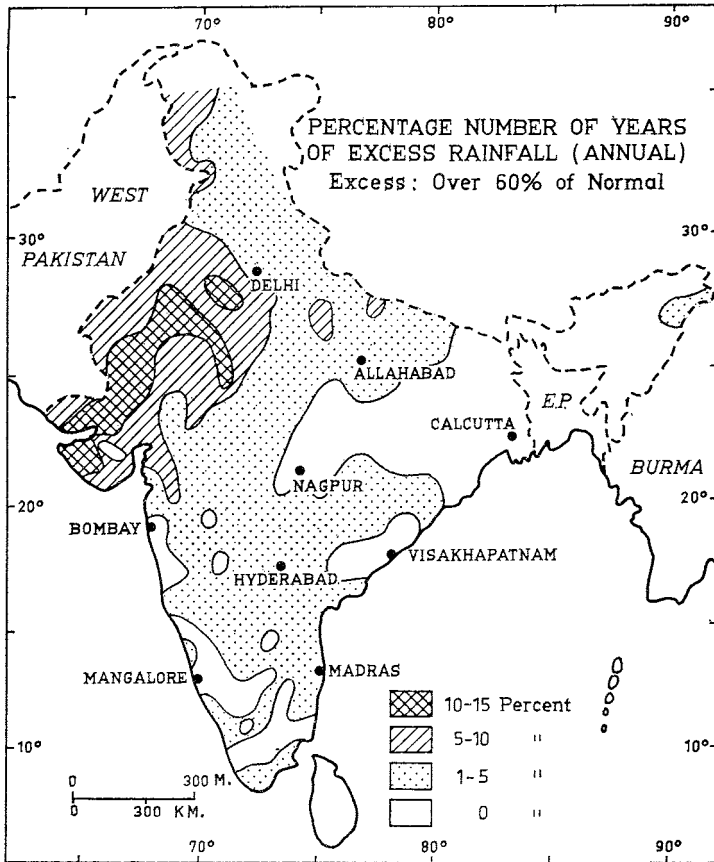 70°
80°
90°
PERCENTAGE NUMBER OF YEARS
OF EXCESS RAINFALL (ANNUAL)
Excess: Over 60% of Normal
WEST
PAKISTAN
30°
30°
DELHI
ALLAHABAD
CALCUTTA
E.P.
BURMA
NAGPUR
20°
20°
BOMBAY
VISAKHAPATNAM
HYDERABAD
MANGALORE
MADRAS
10-15 Percent
5-10 "
1-5 "
0 "
10°
10°
0 300 M.
0 300 KM.
70°
80°
90°